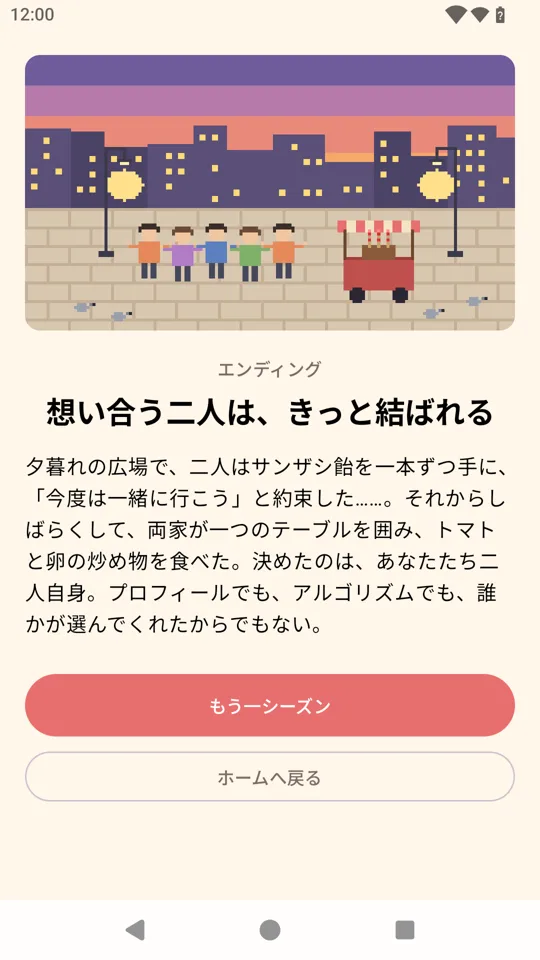 12:00
エンディング
想い合う二人は、きっと結ばれる
夕暮れの広場で、二人はサンザシ飴を一本ずつ手に、
「今度は一緒に行こう」と約束した……。それからし
ばらくして、両家が一つのテーブルを囲み、トマト
と卵の炒め物を食べた。決めたのは、あなたたち二
人自身。プロフィールでも、アルゴリズムでも、誰
かが選んでくれたからでもない。
もう一シーズン
ホームへ戻る